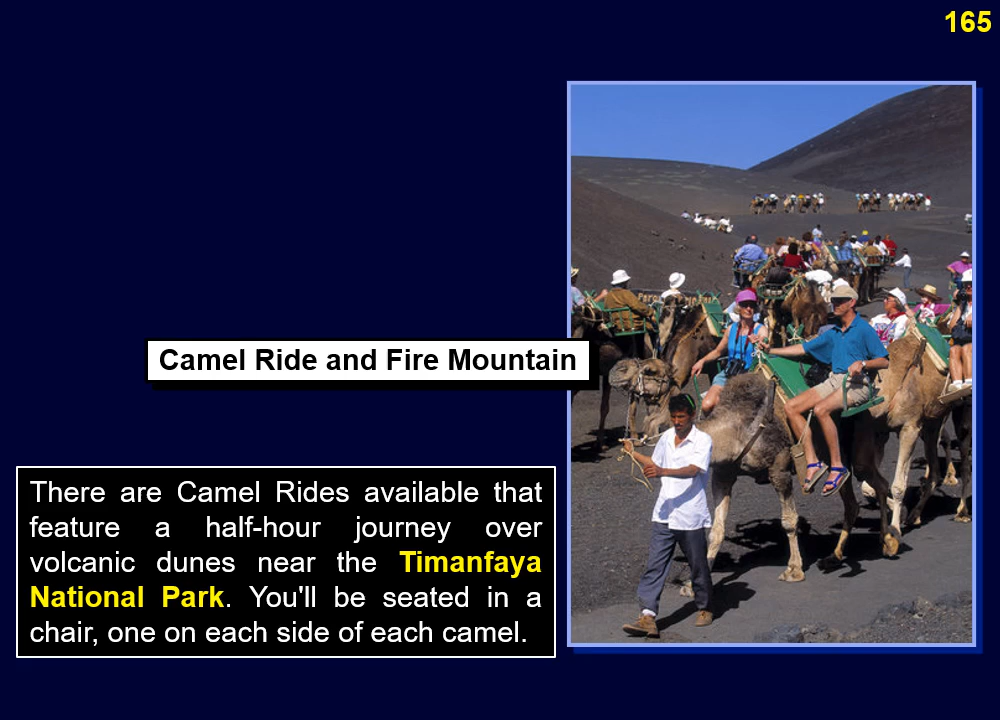 165
Camel Ride and Fire Mountain
There are Camel Rides available that
feature a half-hour journey over
volcanic dunes near the Timanfaya
National Park. You'll be seated in a
chair, one on each side of each camel.